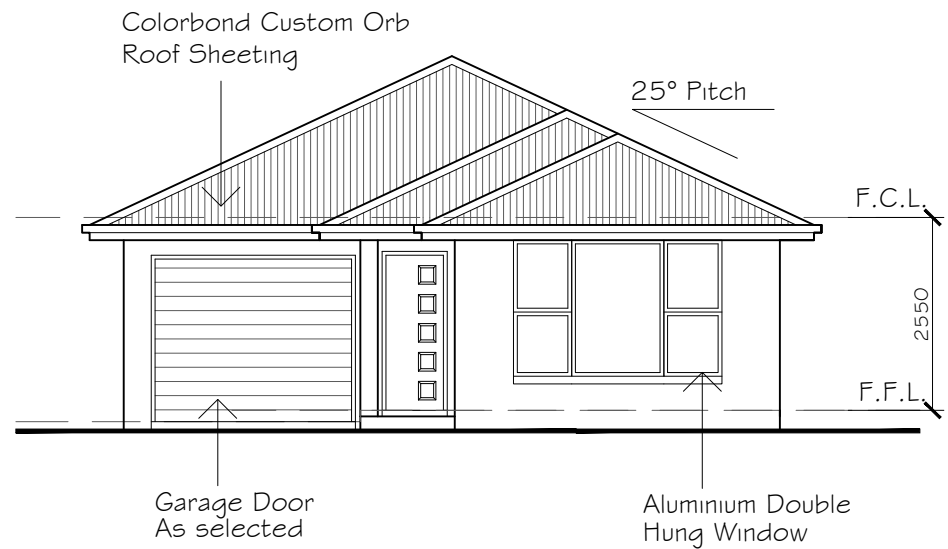 Colorbond Custom Orb
Roof Sheeting
25° Pitch
F.C.L.
2550
F.F.L.
Garage Door
As selected
Aluminium Double
Hung Window